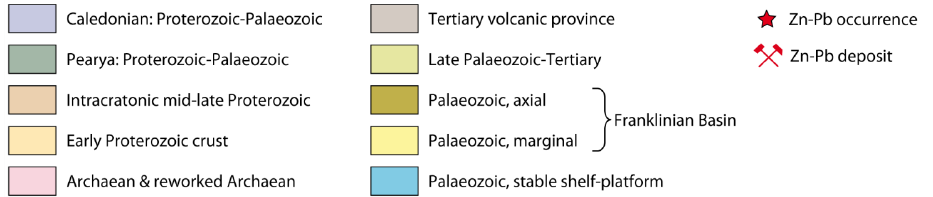 Caledonian: Proterozoic-Palaeozoic
Pearya: Proterozoic-Palaeozoic
Intracratonic mid-late Proterozoic
Early Proterozoic crust
Archaean & reworked Archaean
Tertiary volcanic province
Late Palaeozoic-Tertiary
Palaeozoic, axial
Palaeozoic, marginal
Franklinian Basin
Palaeozoic, stable shelf-platform
Zn-Pb occurrence
Zn-Pb deposit